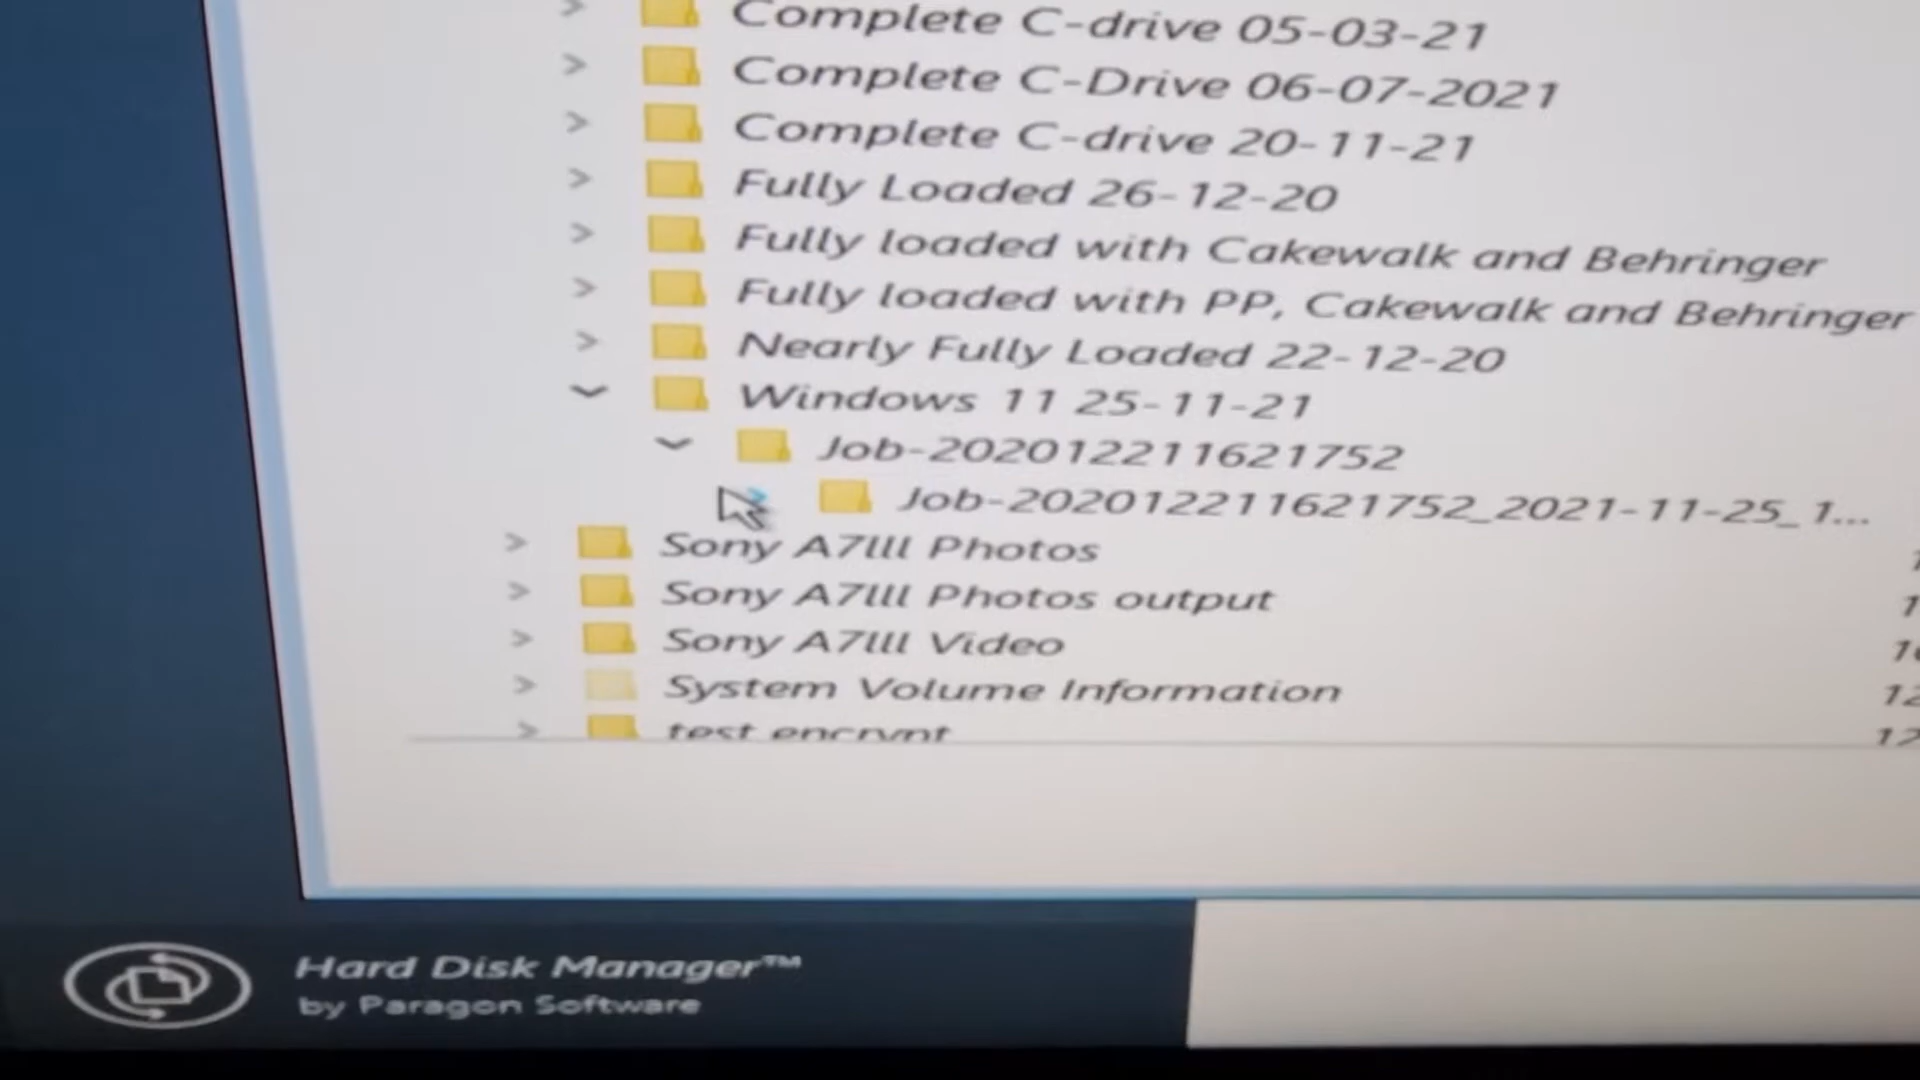 Complete C-drive 05-03-21
Complete C-Drive 06-07-2021
Complete C-drive 20-11-21
Fully Loaded 26-12-20
Fully loaded with Cakewalk and Behringer
Fully loaded with PP, Cakewalk and Behringer
Nearly Fully Loaded 22-12-20
Windows 11 25-11-21
Job-202012211621752
Job-202012211621752_2021-11-25_1...
Sony A7lll Photos
Sony A7lll Photos output
Sony A7lll Video
System Volume Information
test encrypt
Hard Disk Manager™
by Paragon Software